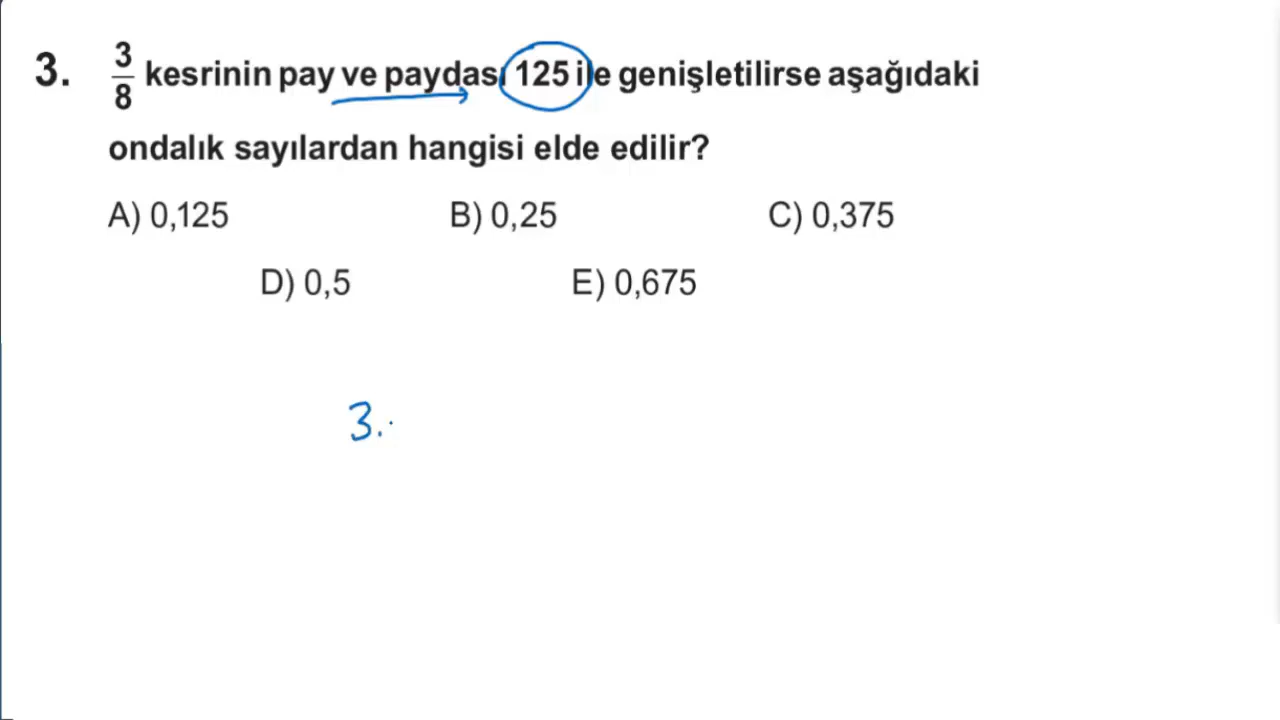 3. 3/8 kesrinin pay ve paydası 125 ile genişletilirse aşağıdaki
ondalık sayılardan hangisi elde edilir?
A) 0,125 B) 0,25 C) 0,375
D) 0,5 E) 0,675
3.